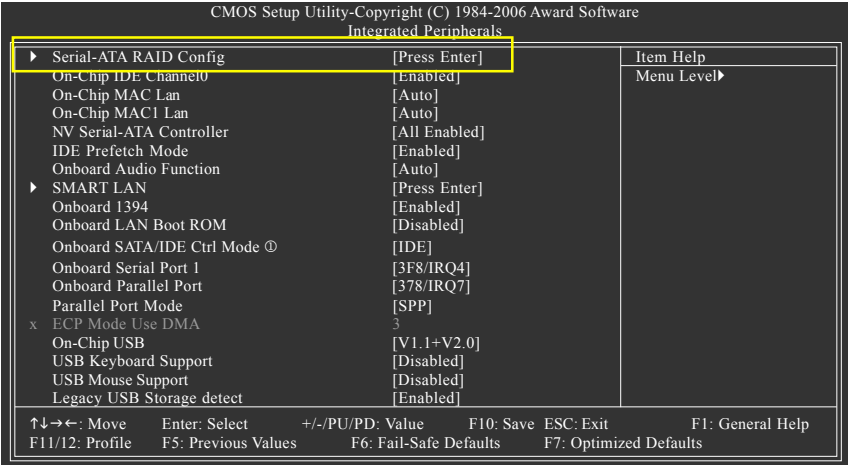 CMOS Setup Utility-Copyright (C) 1984-2006 Award Software
Integrated Peripherals
▶ Serial-ATA RAID Config [Press Enter] Item Help
On-Chip IDE Channel0 [Enabled] Menu Level▶
On-Chip MAC Lan [Auto]
On-Chip MAC1 Lan [Auto]
NV Serial-ATA Controller [All Enabled]
IDE Prefetch Mode [Enabled]
Onboard Audio Function [Auto]
▶ SMART LAN [Press Enter]
Onboard 1394 [Enabled]
Onboard LAN Boot ROM [Disabled]
Onboard SATA/IDE Ctrl Mode ① [IDE]
Onboard Serial Port 1 [3F8/IRQ4]
Onboard Parallel Port [378/IRQ7]
Parallel Port Mode [SPP]
x ECP Mode Use DMA 3
On-Chip USB [V1.1+V2.0]
USB Keyboard Support [Disabled]
USB Mouse Support [Disabled]
Legacy USB Storage detect [Enabled]
↑↓→←: Move Enter: Select +/-/PU/PD: Value F10: Save ESC: Exit F1: General Help
F11/12: Profile F5: Previous Values F6: Fail-Safe Defaults F7: Optimized Defaults